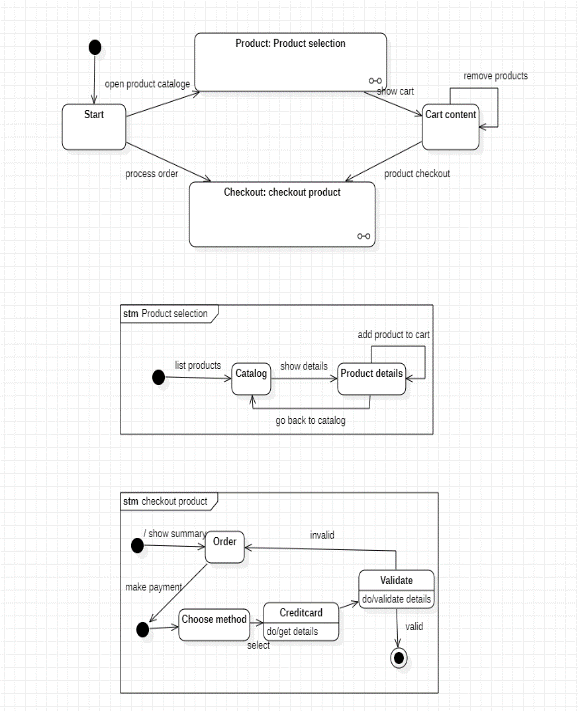 Product: Product selection
open product cataloge
show cart
remove products
Start
Cart content
process order
product checkout
Checkout: checkout product
stm Product selection
add product to cart
list products
show details
Catalog
Product details
go back to catalog
stm checkout product
/ show summary
Order
invalid
make payment
Validate
do/validate details
Choose method
Creditcard
do/get details
select
valid